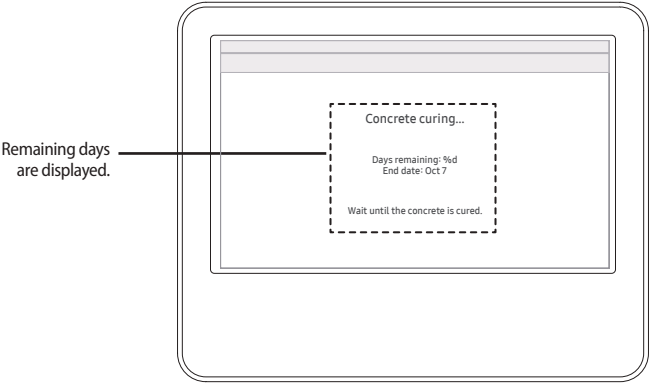 Remaining days
are displayed.
Concrete curing...
Days remaining: %d
End date: Oct 7
Wait until the concrete is cured.